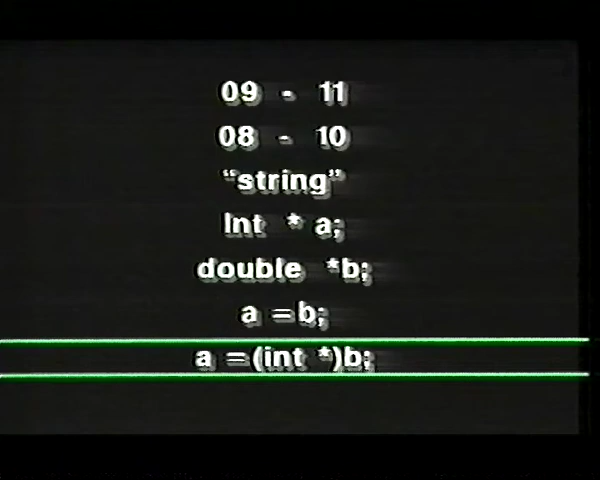 09 - 11
08 - 10
“string”
Int * a;
double *b;
a =b;
a =(int *)b;